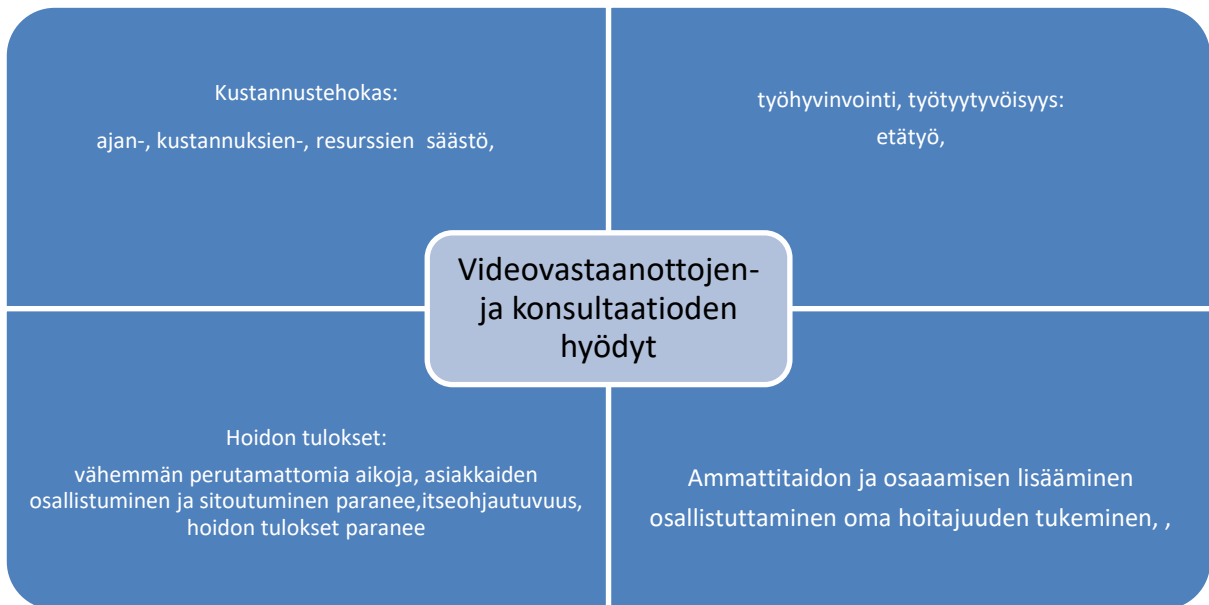 Kustannustehokas:
ajan-, kustannuksien-, resurssien  säästö,
työhyvinvointi, työtyytyvöisyys:
etätyö,
Videovastaanottojen-
ja konsultaatioden
hyödyt
Hoidon tulokset:
vähemmän perutamattomia aikoja, asiakkaiden
osallistuminen ja sitoutuminen paranee,itseohjautuvuus,
hoidon tulokset paranee
Ammattitaidon ja osaaamisen lisääminen
osallistuttaminen oma hoitajuuden tukeminen, ,